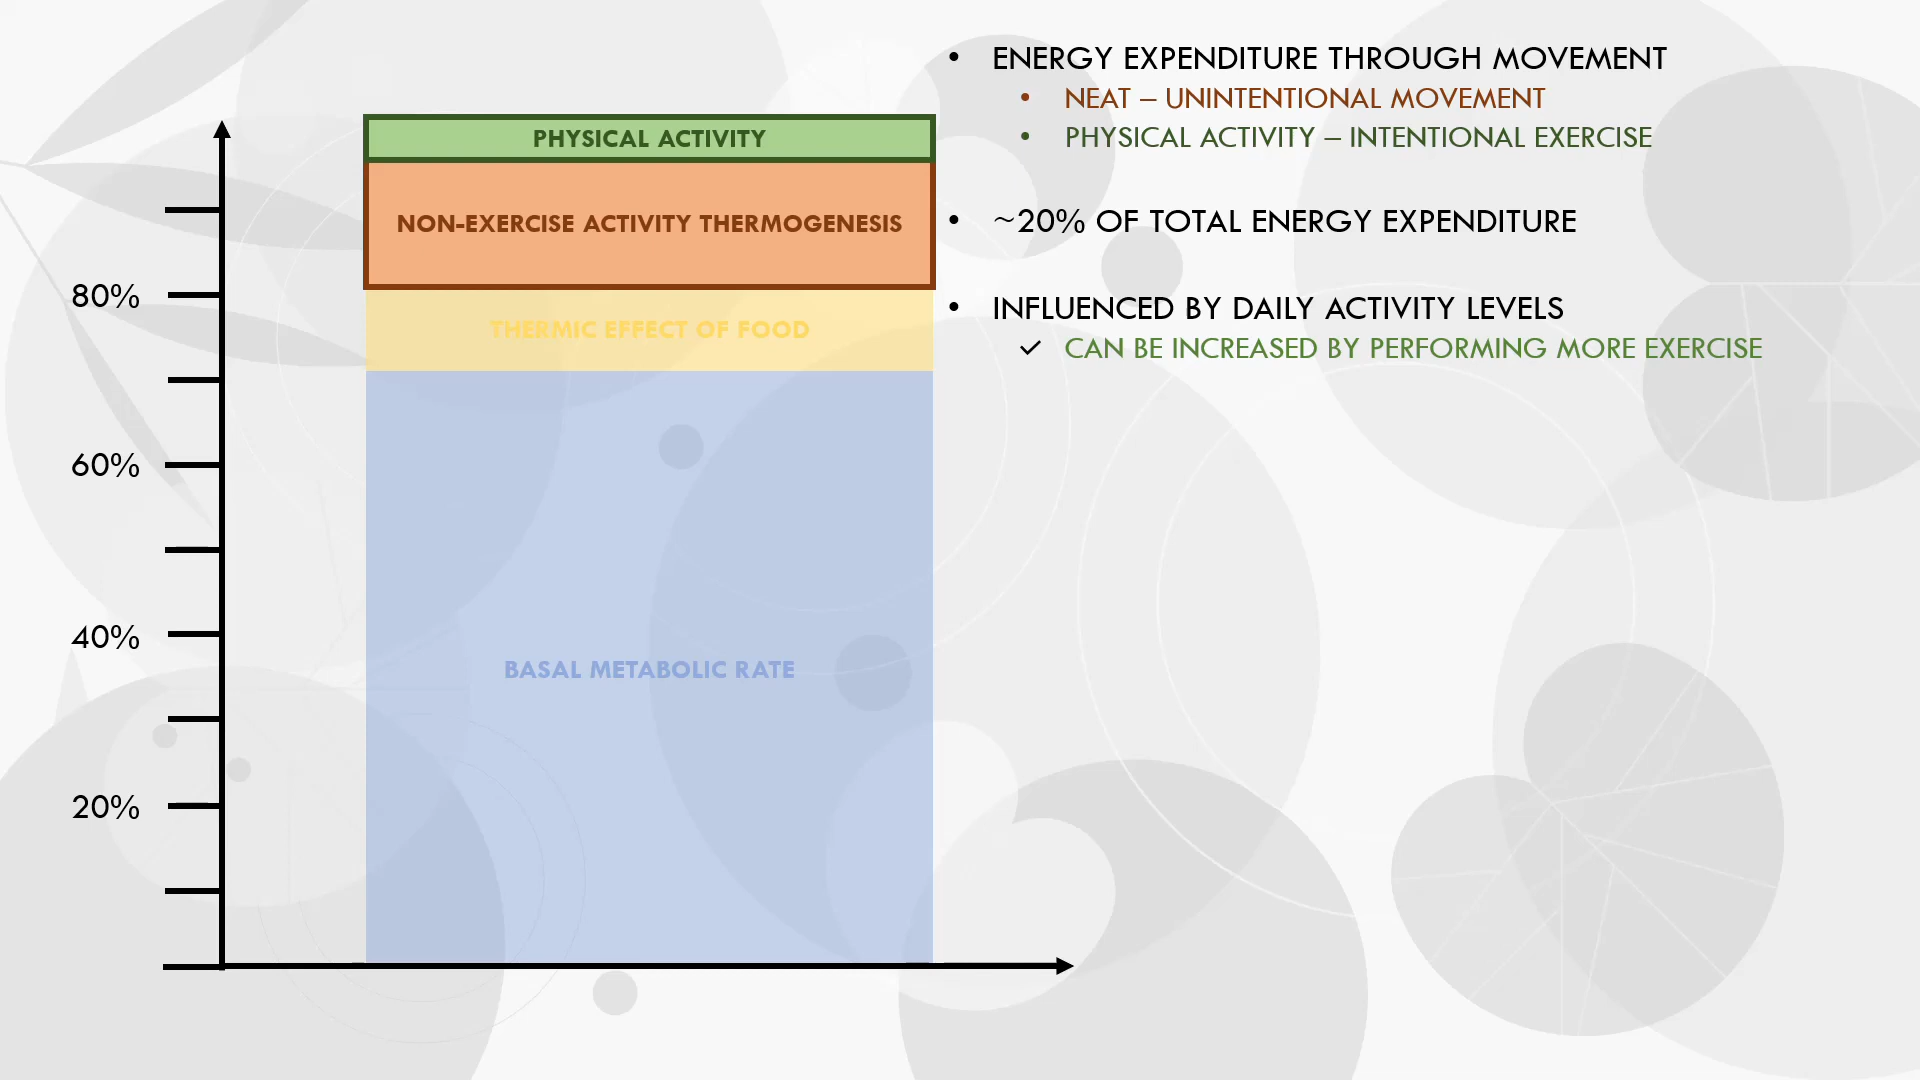 • ENERGY EXPENDITURE THROUGH MOVEMENT
• NEAT – UNINTENTIONAL MOVEMENT
• PHYSICAL ACTIVITY – INTENTIONAL EXERCISE
• ~20% OF TOTAL ENERGY EXPENDITURE
• INFLUENCED BY DAILY ACTIVITY LEVELS
✓ CAN BE INCREASED BY PERFORMING MORE EXERCISE
PHYSICAL ACTIVITY
NON-EXERCISE ACTIVITY THERMOGENESIS
THERMIC EFFECT OF FOOD
BASAL METABOLIC RATE
80%
60%
40%
20%